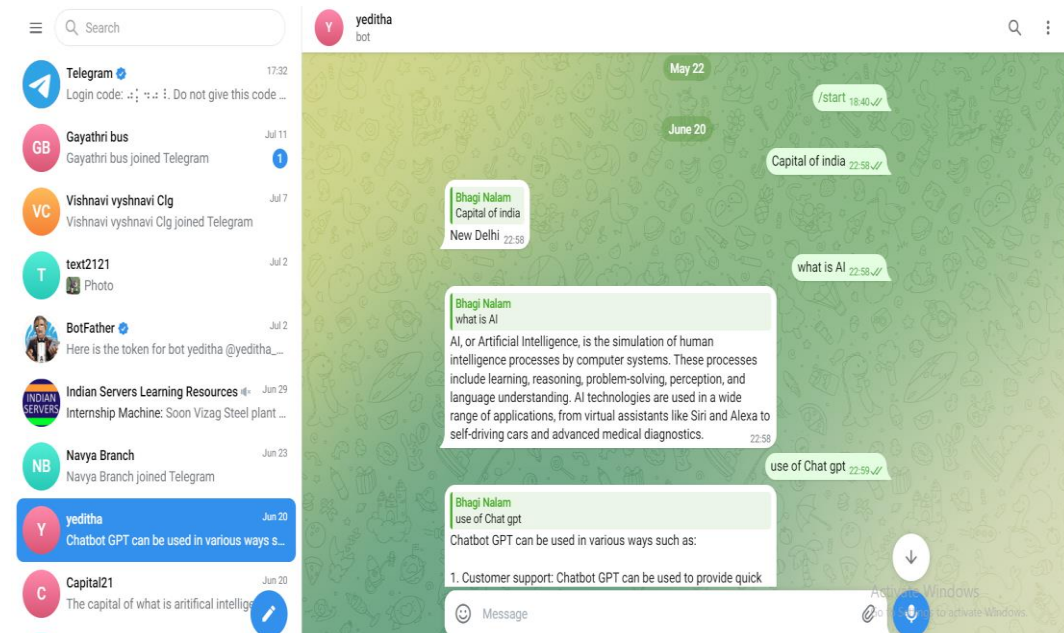 Search
Telegram 17:32
Login code: Do not give this code ...
GB Gayathri bus Jul 11
Gayathri bus joined Telegram 1
VC Vishnavi vyshnavi Clg Jul 7
Vishnavi vyshnavi Clg joined Telegram
T text2121 Jul 2
Photo
BotFather Jul 2
Here is the token for bot yeditha @yeditha_...
INDIAN SERVERS Indian Servers Learning Resources Jun 29
Internship Machine: Soon Vizag Steel plant ...
NB Navya Branch Jun 23
Navya Branch joined Telegram
Y yeditha Jun 20
Chatbot GPT can be used in various ways s...
C Capital21 Jun 20
The capital of what is aritifical intellige
Y yeditha
bot
May 22
/start 18:40
June 20
Capital of india 22:58
Bhagi Nalam
Capital of india
New Delhi 22:58
what is AI 22:58
Bhagi Nalam
what is AI
AI, or Artificial Intelligence, is the simulation of human
intelligence processes by computer systems. These processes
include learning, reasoning, problem-solving, perception, and
language understanding. AI technologies are used in a wide
range of applications, from virtual assistants like Siri and Alexa to
self-driving cars and advanced medical diagnostics. 22:58
use of Chat gpt 22:59
Bhagi Nalam
use of Chat gpt
Chatbot GPT can be used in various ways such as:
1. Customer support: Chatbot GPT can be used to provide quick
Message
Activate Windows
to activate Windows.